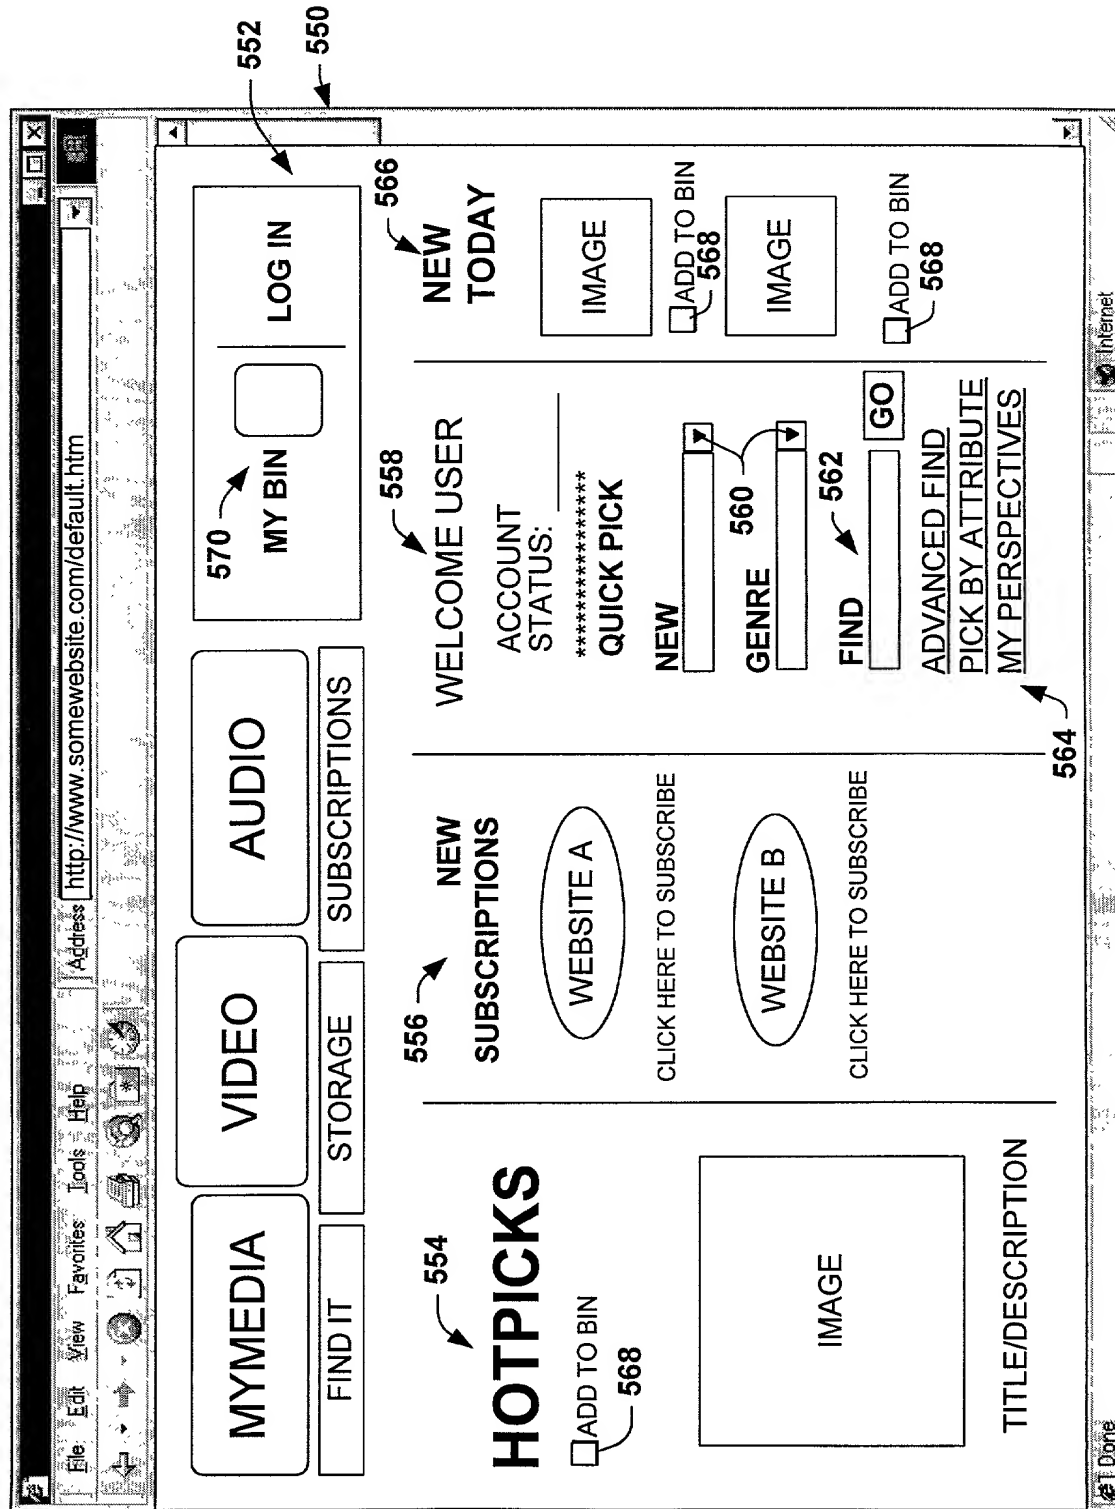 File Edit View Favorites Tools Help
Address http://www.somewebsite.com/default.htm
552
550
MYMEDIA
VIDEO
AUDIO
570
MY BIN
LOG IN
FIND IT
STORAGE
SUBSCRIPTIONS
554
HOTPICKS
ADD TO BIN
568
IMAGE
TITLE/DESCRIPTION
556
NEW
SUBSCRIPTIONS
WEBSITE A
CLICK HERE TO SUBSCRIBE
WEBSITE B
CLICK HERE TO SUBSCRIBE
558
WELCOME USER
ACCOUNT
STATUS:
****************
QUICK PICK
NEW
560
GENRE
562
FIND
GO
ADVANCED FIND
PICK BY ATTRIBUTE
MY PERSPECTIVES
564
566
NEW
TODAY
IMAGE
ADD TO BIN
568
IMAGE
ADD TO BIN
568
Done
Internet